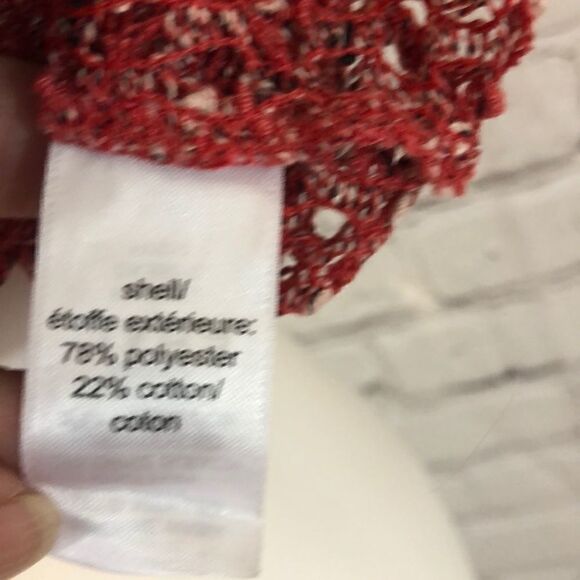 shell/
étoffe extérieure:
78% polyester
22% cotton/
coton